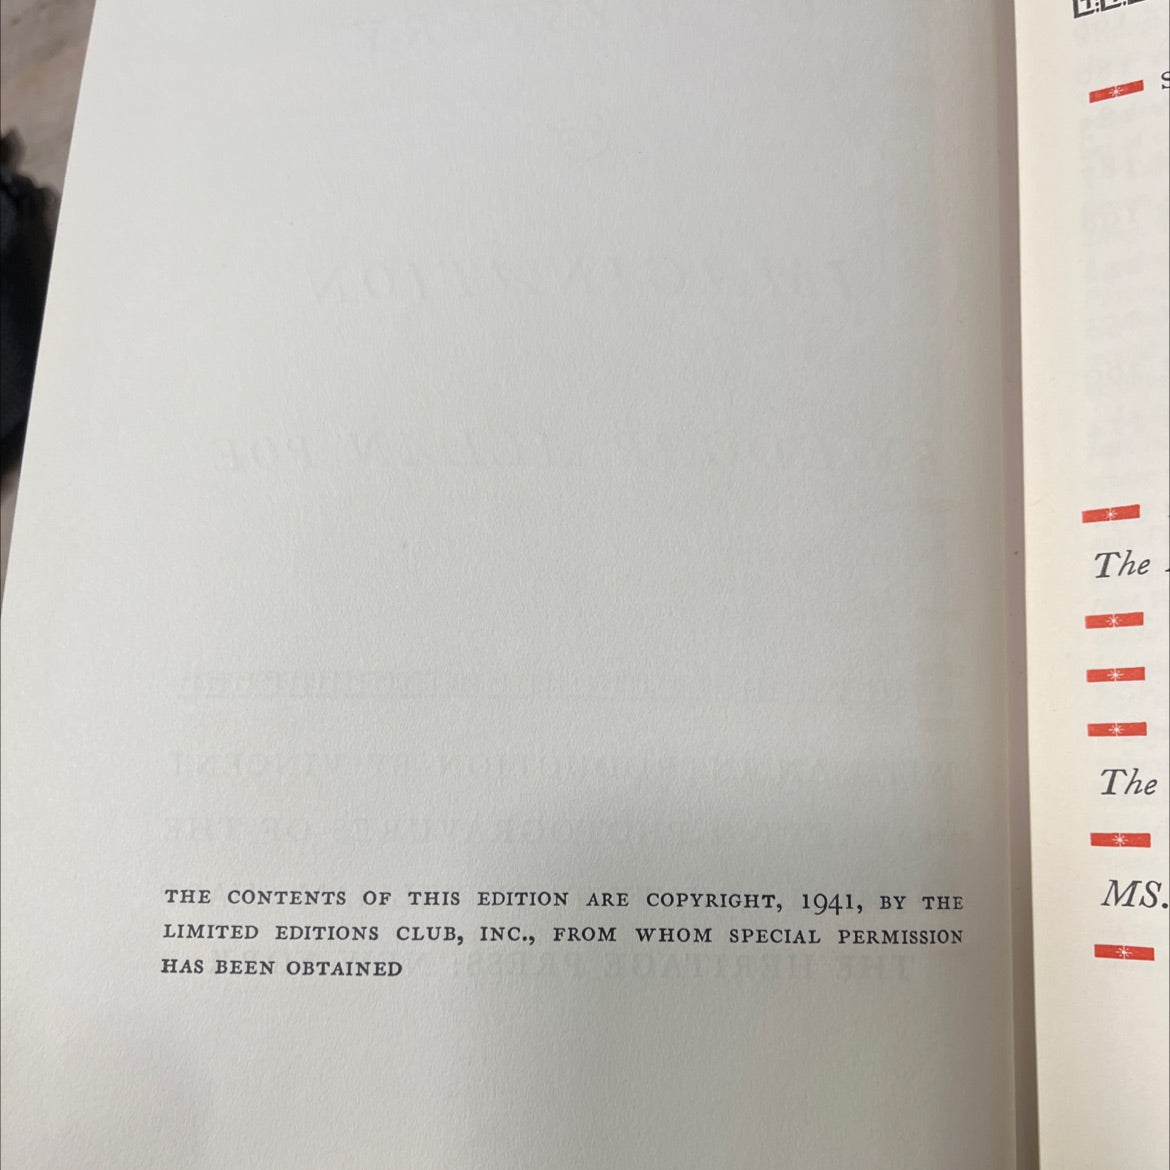 THE CONTENTS OF THIS EDITION ARE COPYRIGHT, 1941, BY THE
LIMITED EDITIONS CLUB, INC., FROM WHOM SPECIAL PERMISSION
HAS BEEN OBTAINED
The
The
MS.